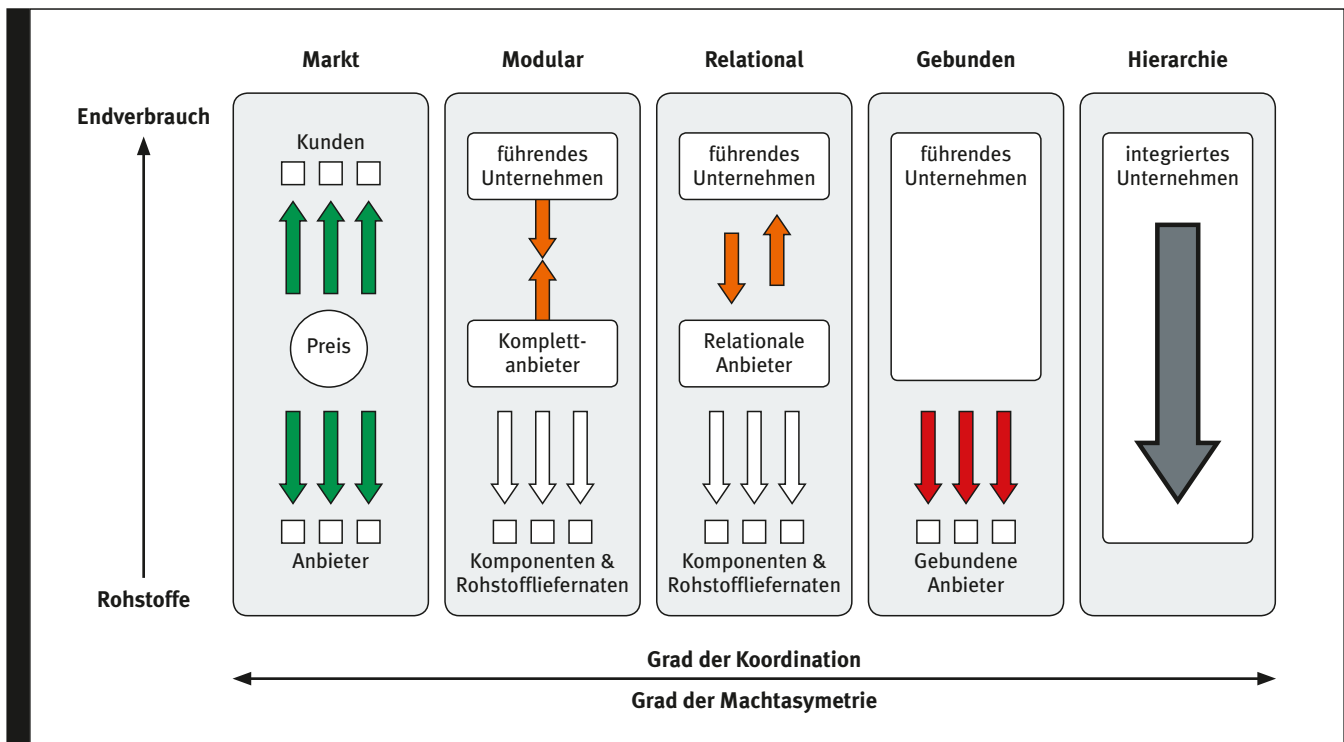 Markt
Modular
Relational
Gebunden
Hierarchie
Endverbrauch
Rohstoffe
Kunden
Preis
Anbieter
führendes
Unternehmen
Komplett-
anbieter
Komponenten &
Rohstoffliefernaten
führendes
Unternehmen
Relationale
Anbieter
Komponenten &
Rohstoffliefernaten
führendes
Unternehmen
Gebundene
Anbieter
integriertes
Unternehmen
Grad der Koordination
Grad der Machtasymetrie